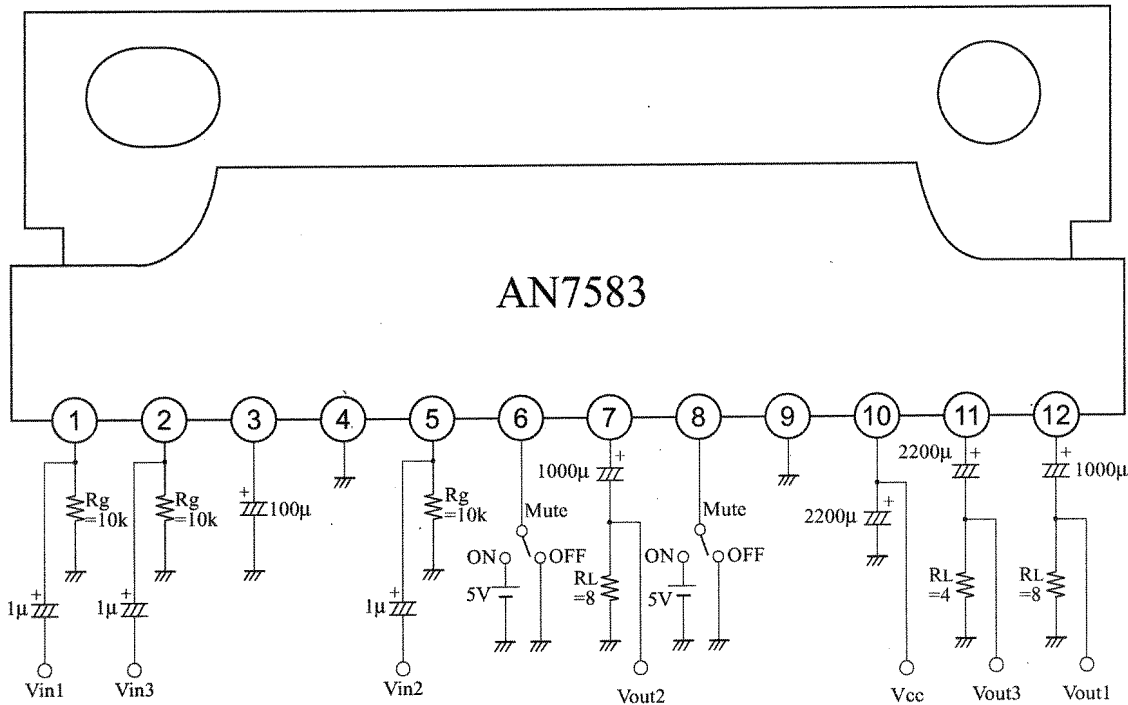 AN7583
1 2 3 4 5 6 7 8 9 10 11 12
Rg
=10k
Rg
=10k
100µ
Rg
=10k
1000µ
Mute
ON
OFF
5V
RL
=8
Mute
ON
OFF
5V
2200µ
2200µ
1000µ
RL
=4
RL
=8
1µ
1µ
1µ
Vin1
Vin3
Vin2
Vout2
Vcc
Vout3
Vout1